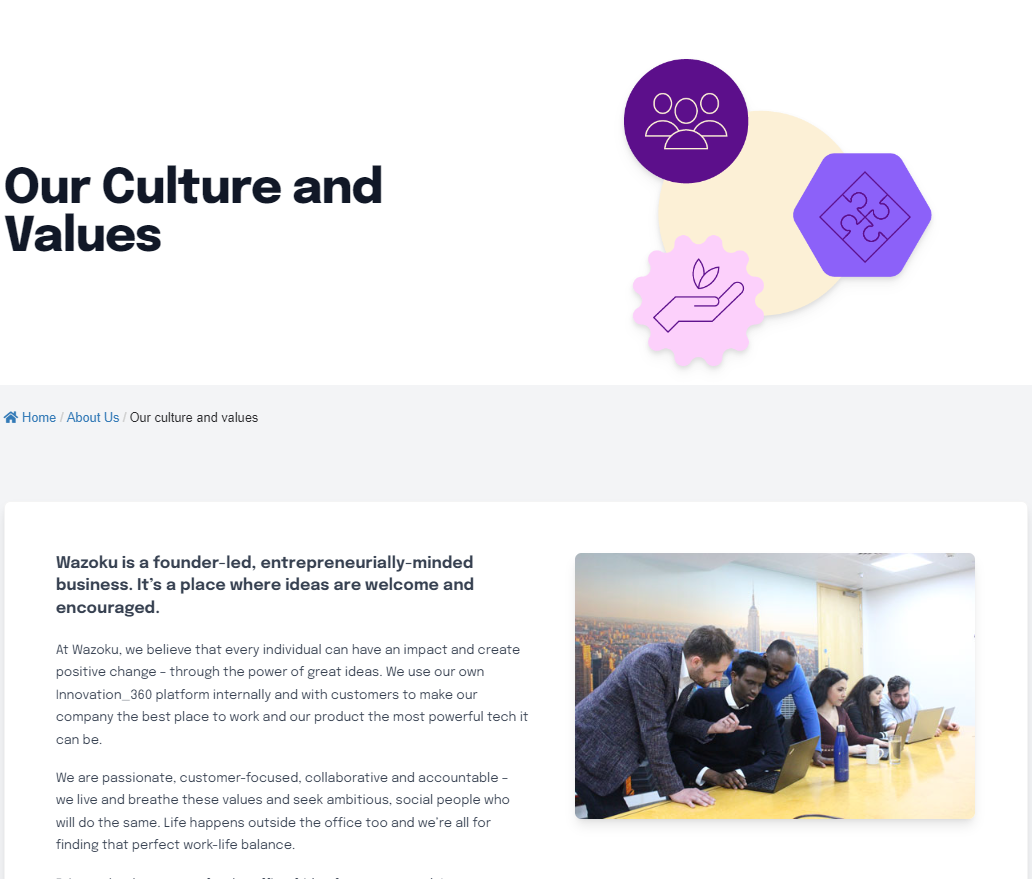 Our Culture and
Values
Home / About Us / Our culture and values
Wazoku is a founder-led, entrepreneurially-minded
business. It’s a place where ideas are welcome and
encouraged.
At Wazoku, we believe that every individual can have an impact and create
positive change – through the power of great ideas. We use our own
Innovation_360 platform internally and with customers to make our
company the best place to work and our product the most powerful tech it
can be.
We are passionate, customer-focused, collaborative and accountable –
we live and breathe these values and seek ambitious, social people who
will do the same. Life happens outside the office too and we’re all for
finding that perfect work-life balance.